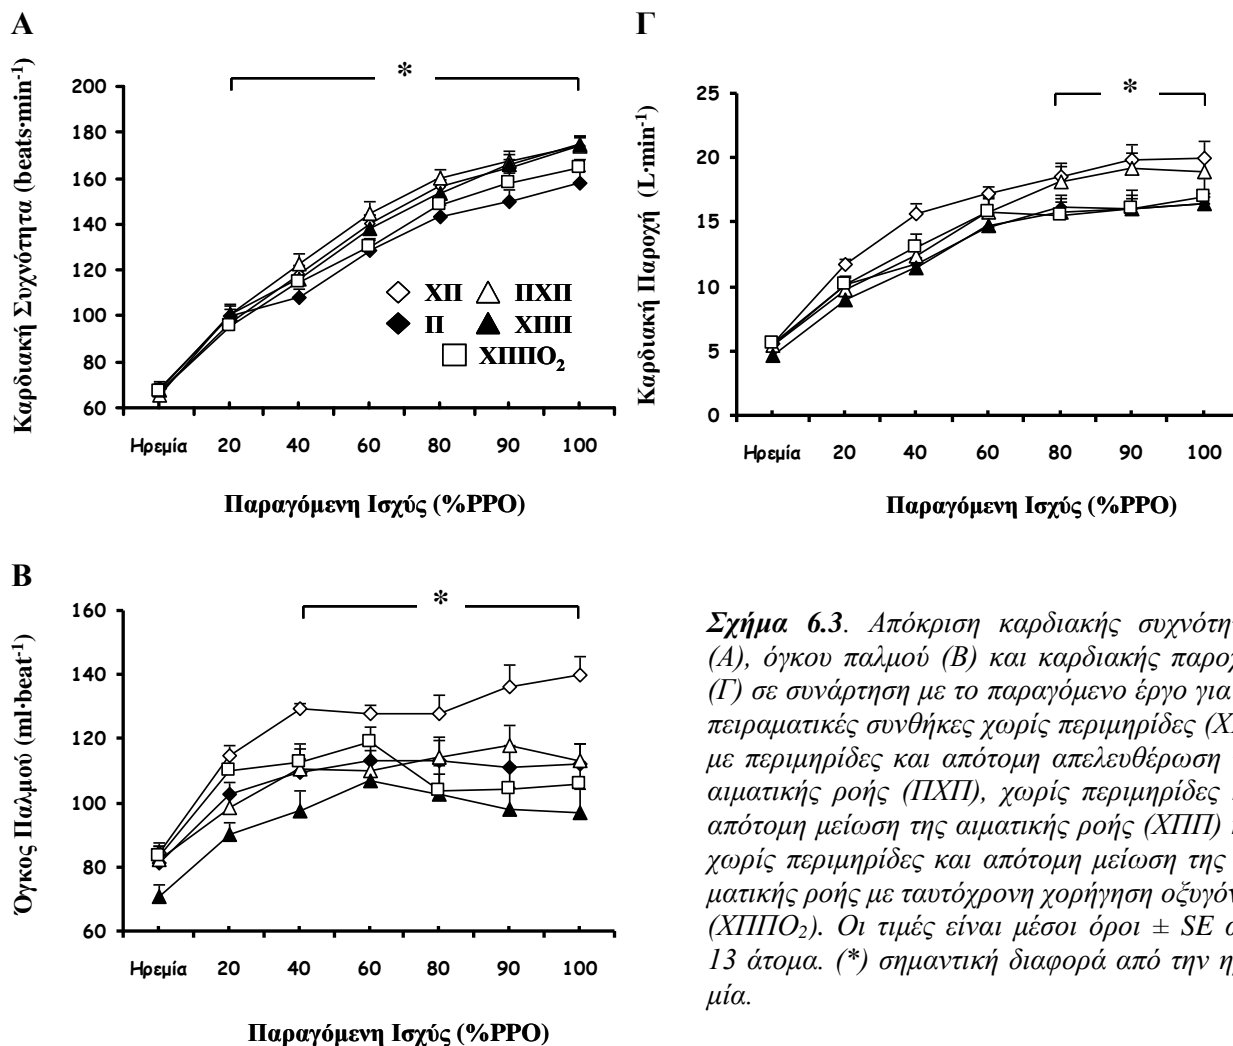 Α
Καρδιακή Συχνότητα (beats·min-1)
*
200
180
160
140
120
100
80
60
ΧΠ
ΠΧΠ
Π
ΧΠΠ
ΧΠΠΟ2
Ηρεμία 20 40 60 80 90 100
Παραγόμενη Ισχύς (%PPO)
Γ
Καρδιακή Παροχή (L·min-1)
*
25
20
15
10
5
0
Ηρεμία 20 40 60 80 90 100
Παραγόμενη Ισχύς (%PPO)
Β
Όγκος Παλμού (ml·beat-1)
*
160
140
120
100
80
60
Ηρεμία 20 40 60 80 90 100
Παραγόμενη Ισχύς (%PPO)
Σχήμα 6.3. Απόκριση καρδιακής συχνότη
(Α), όγκου παλμού (Β) και καρδιακής παροχ
(Γ) σε συνάρτηση με το παραγόμενο έργο για
πειραματικές συνθήκες χωρίς περιμηρίδες (Χ
με περιμηρίδες και απότομη απελευθέρωση
αιματικής ροής (ΠΧΠ), χωρίς περιμηρίδες
απότομη μείωση της αιματικής ροής (ΧΠΠ)
χωρίς περιμηρίδες και απότομη μείωση της
ματικής ροής με ταυτόχρονη χορήγηση οξυγόν
(ΧΠΠΟ2). Οι τιμές είναι μέσοι όροι ± SE
13 άτομα. (*) σημαντική διαφορά από την η
μία.